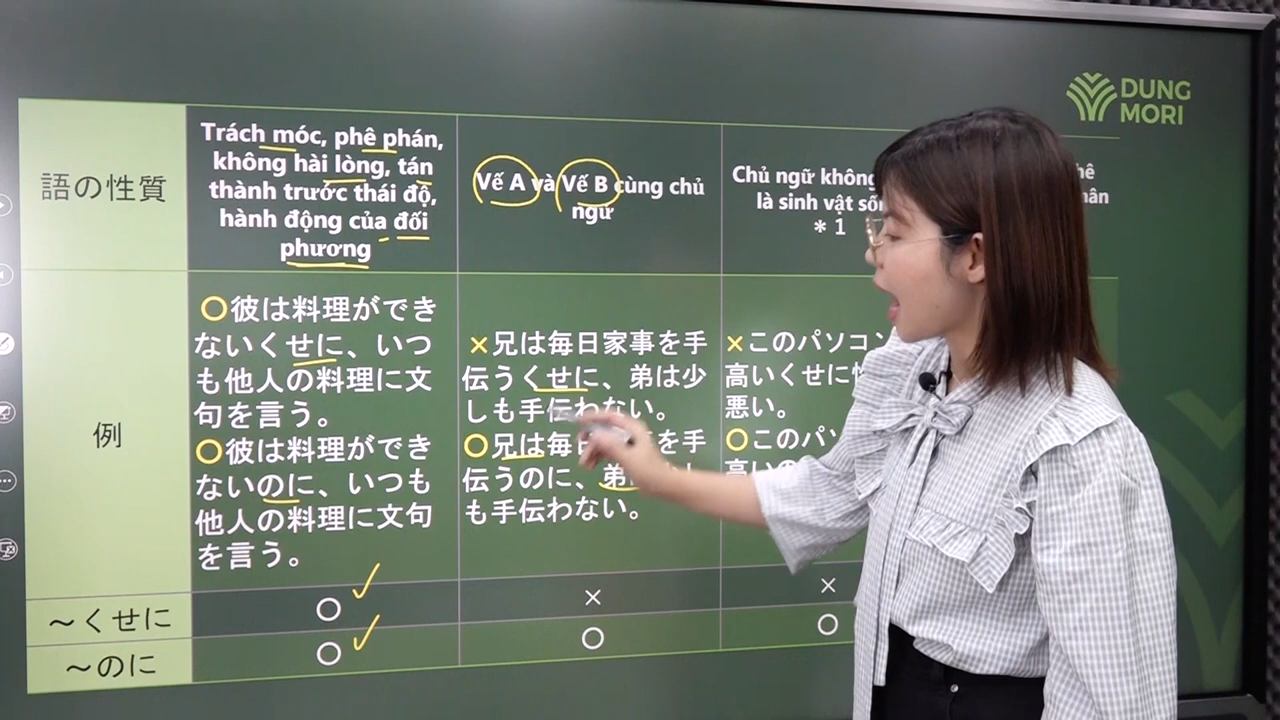 DUNG
MORI
語の性質
Trách móc, phê phán,
không hài lòng, tán
thành trước thái độ,
hành động của đối
phương
Vế A và Vế B cùng chủ
ngữ
Chủ ngữ không
là sinh vật
* 1
例
〇彼は料理ができ
ないくせに、いつ
も他人の料理に文
句を言う。
〇彼は料理ができ
ないのに、いつも
他人の料理に文句
を言う。
×兄は毎日家事を手
伝うくせに、弟は少
しも手伝わない。
〇兄は毎日 を手
伝うのに、弟
も手伝わない。
×このパソコン
高いくせに
悪い。
〇このパソ
～くせに
〇
×
×
～のに
〇
〇
〇